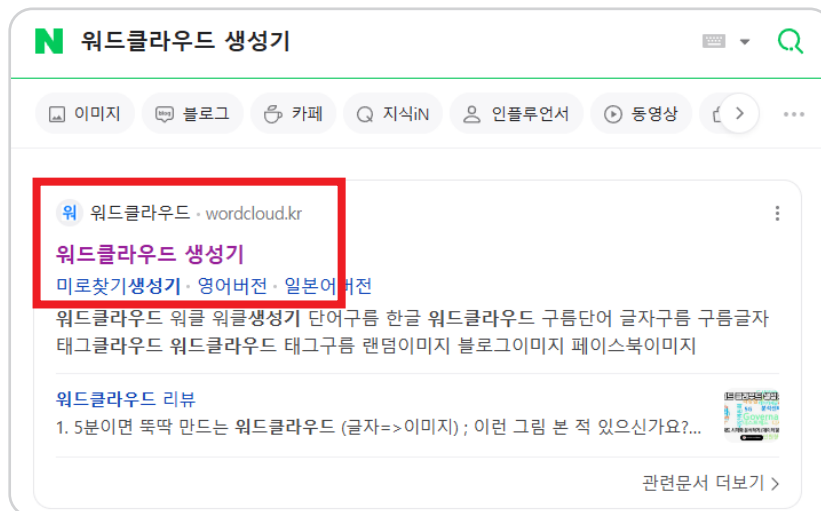 N 워드클라우드 생성기
이미지 블로그 카페 지식iN 인플루언서 동영상
워 워드클라우드 · wordcloud.kr
워드클라우드 생성기
미로찾기생성기 · 영어버전 · 일본어버전
워드클라우드 워클 워클생성기 단어구름 한글 워드클라우드 구름단어 글자구름 구름글자
태그클라우드 워드클라우드 태그구름 랜덤이미지 블로그이미지 페이스북이미지
워드클라우드 리뷰
1. 5분이면 뚝딱 만드는 워드클라우드 (글자=>이미지) ; 이런 그림 본 적 있으신가요?...
관련문서 더보기 >